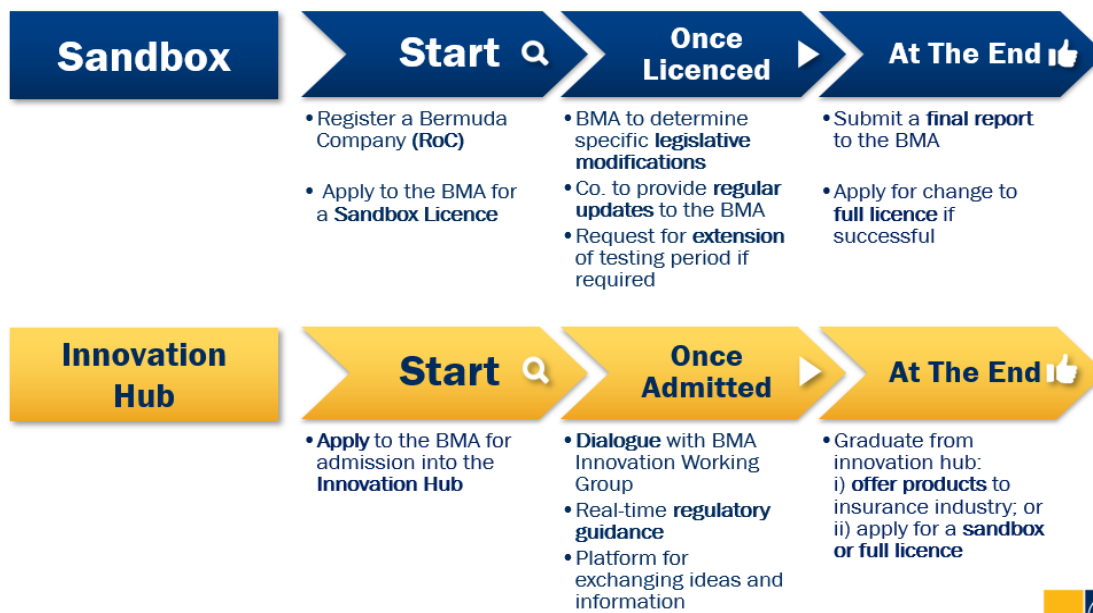 Sandbox
Start
Once
Licenced
At The End
• Register a Bermuda
Company (RoC)
• Apply to the BMA for
a Sandbox Licence
• BMA to determine
specific legislative
modifications
• Co. to provide regular
updates to the BMA
• Request for extension
of testing period if
required
• Submit a final report
to the BMA
• Apply for change to
full licence if
successful
Innovation
Hub
Start
Once
Admitted
At The End
• Apply to the BMA for
admission into the
Innovation Hub
• Dialogue with BMA
Innovation Working
Group
• Real-time regulatory
guidance
• Platform for
exchanging ideas and
information
• Graduate from
innovation hub:
i) offer products to
insurance industry; or
ii) apply for a sandbox
or full licence